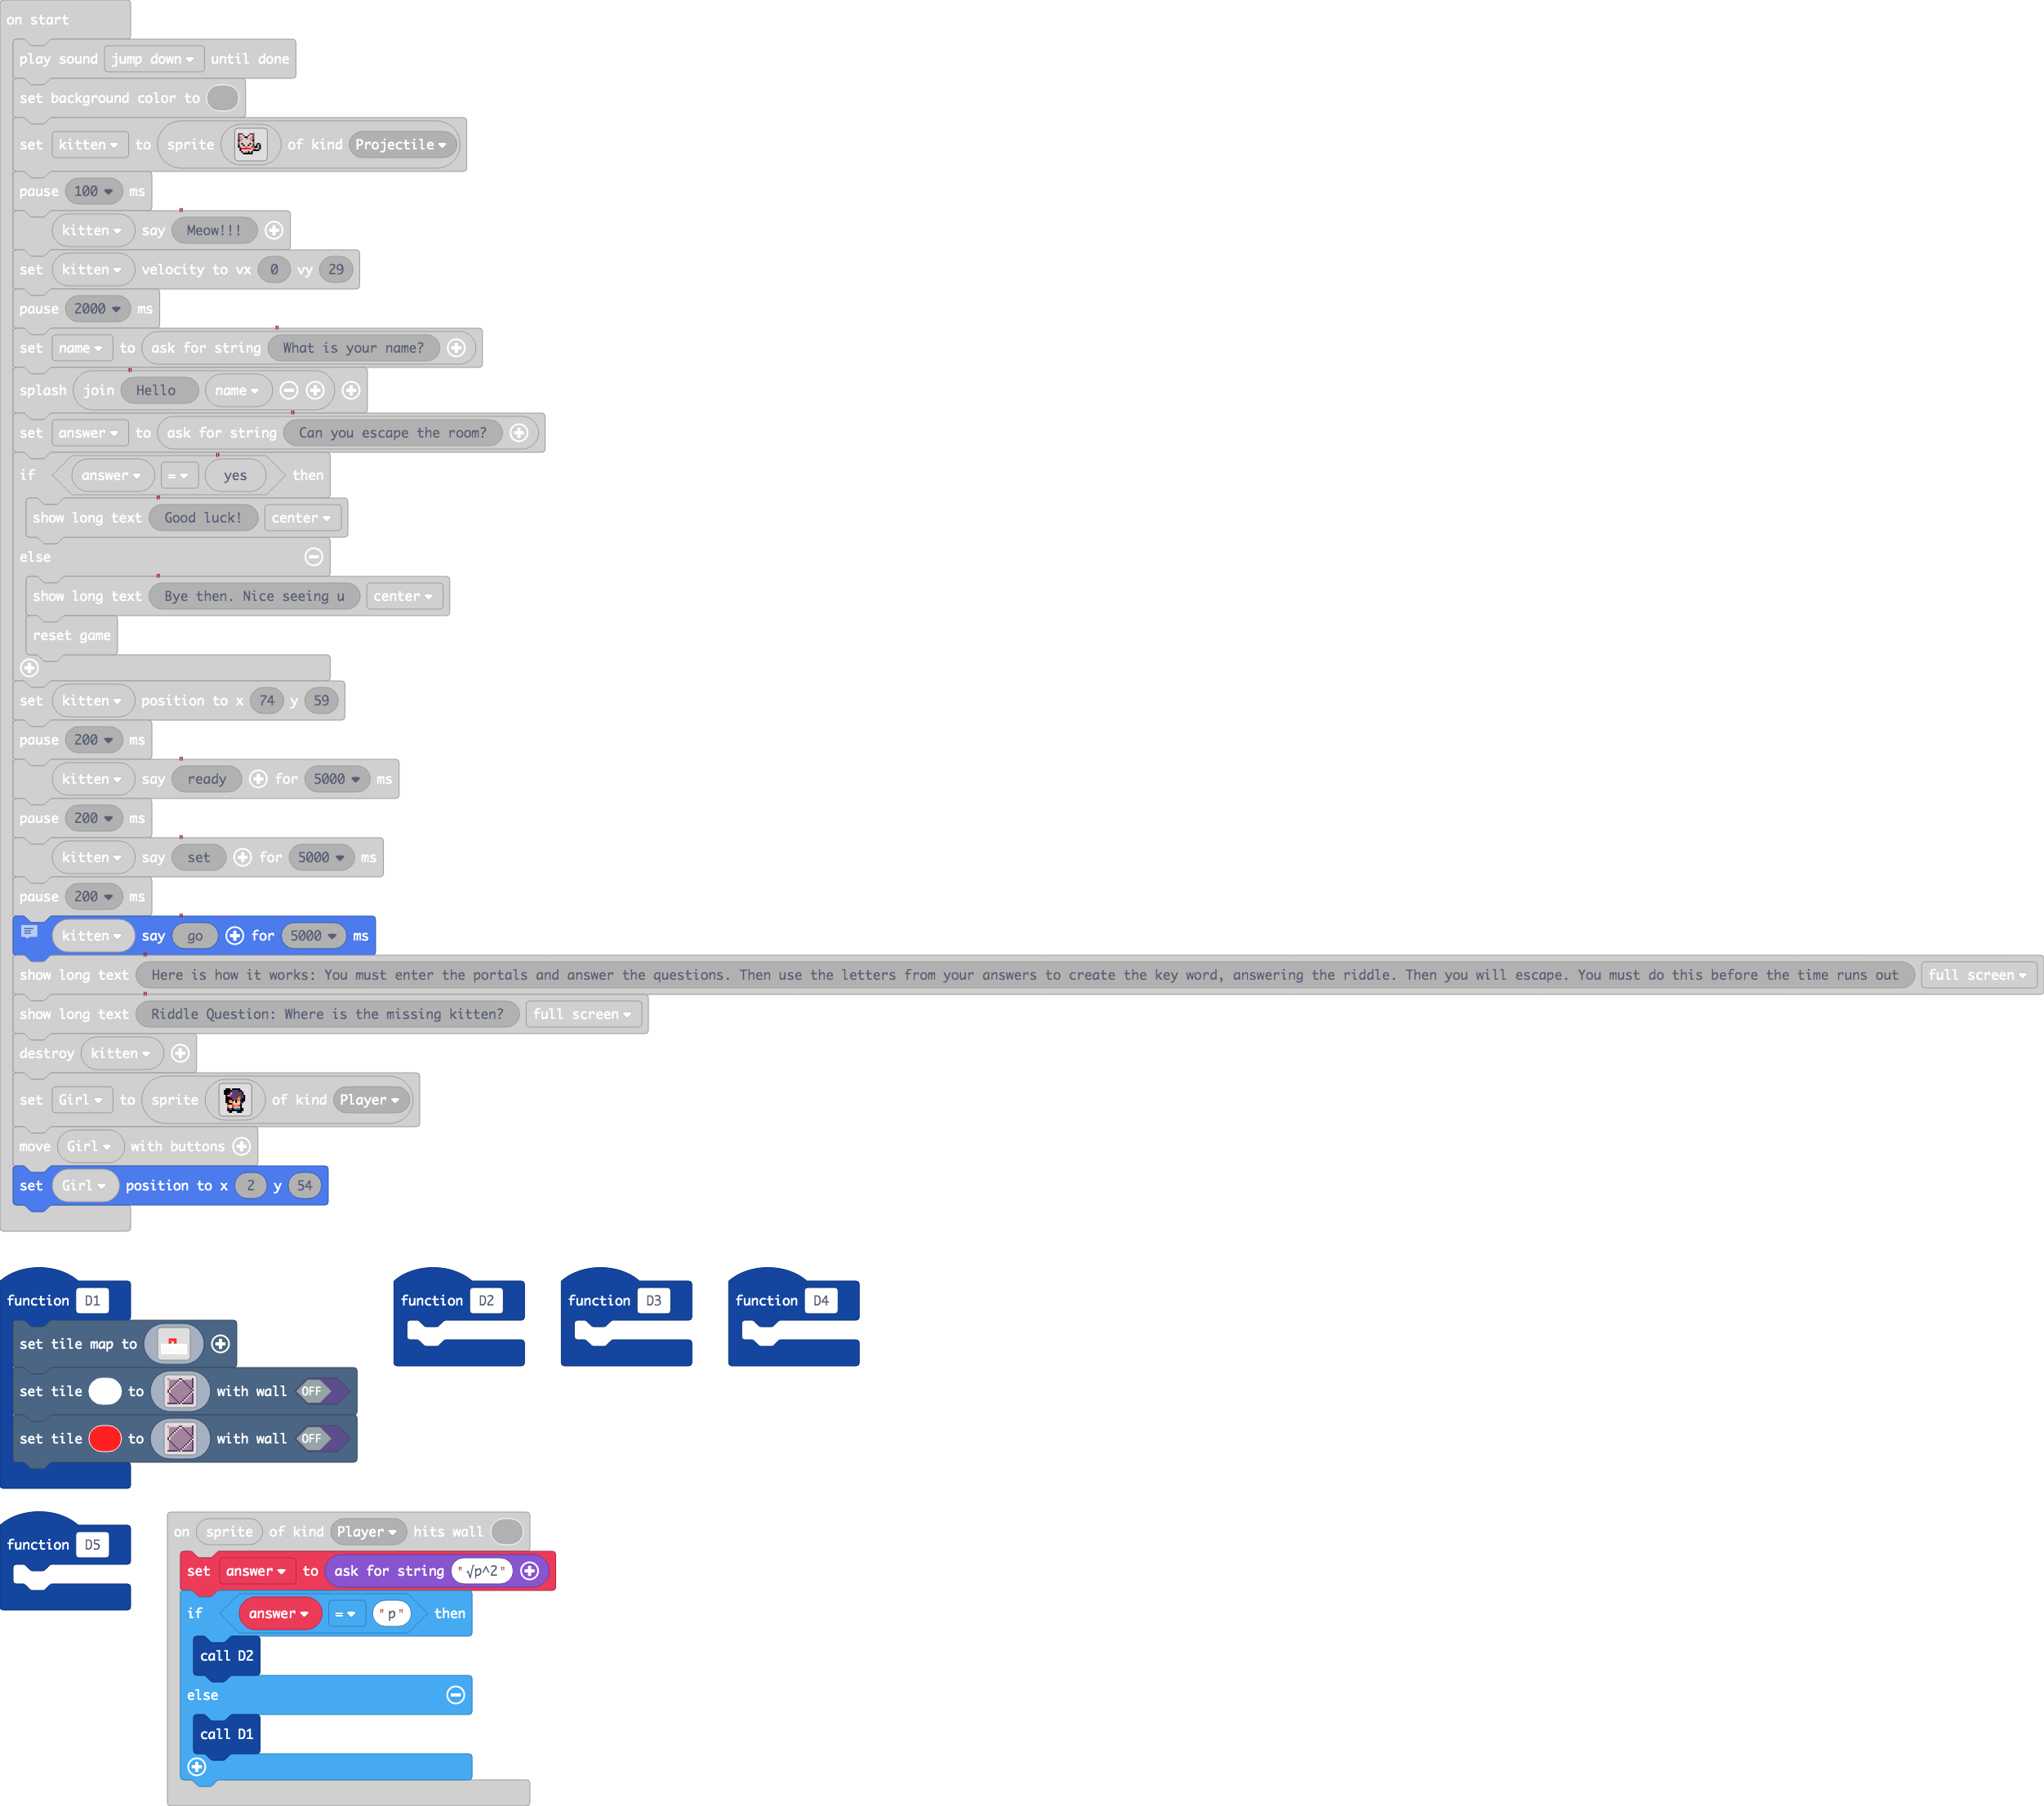 on start
play sound jump down until done
set background color to
set kitten to sprite of kind Projectile
pause 100 ms
kitten say " Meow!!!
set kitten velocity to vx 0 vy 29
pause 2000 ms
set name to ask for string " What is your name?
splash join " Hello name
set answer to ask for string " Can you escape the room?
if answer = " yes then
show long text " Good luck! center
else
show long text " Bye then. Nice seeing u center
reset game
set kitten position to x 74 y 59
pause 200 ms
kitten say " ready for 5000 ms
pause 200 ms
kitten say " set for 5000 ms
pause 200 ms
kitten say " go for 5000 ms
show long text " Here is how it works: You must enter the portals and answer the questions. Then use the letters from your answers to create the key word, answering the riddle. Then you will escape. You must do this before the time runs out full screen
show long text " Riddle Question: Where is the missing kitten? full screen
destroy kitten
set Girl to sprite of kind Player
move Girl with buttons
set Girl position to x 2 y 54
function D1
set tile map to
set tile to with wall OFF
set tile to with wall OFF
function D2
function D3
function D4
function D5
on sprite of kind Player hits wall
set answer to ask for string "√p^2"
if answer = "p" then
call D2
else
call D1